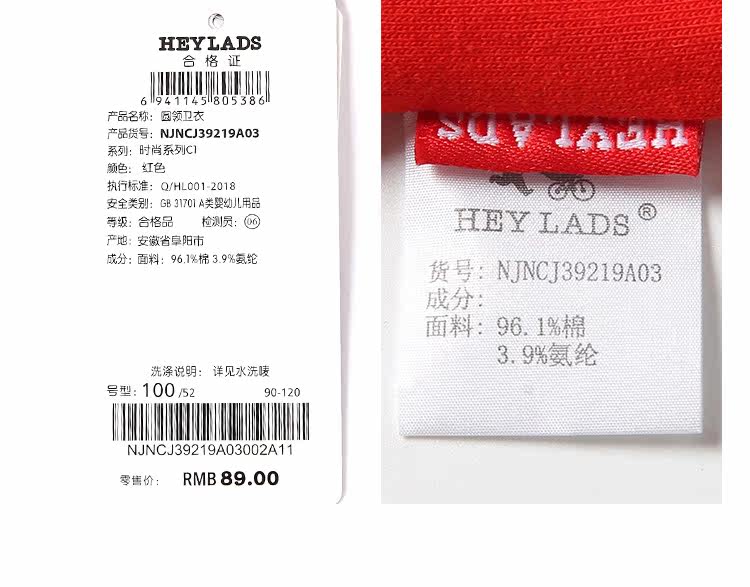 HEYLADS
合格证
6 941145 805386
产品名称: 圆领卫衣
产品货号: NJNCJ39219A03
系列: 时尚系列C1
颜色: 红色
执行标准: Q/HL001-2018
安全类别: GB 31701 A类婴幼儿用品
等级: 合格品 检测员: 06
产地: 安徽省阜阳市
成分: 面料: 96.1%棉 3.9%氨纶
洗涤说明: 详见水洗唛
号型: 100/52 90-120
NJNCJ39219A03002A11
零售价: RMB 89.00
HEYLADS
HEY LADS®
货号: NJNCJ39219A03
成分:
面料: 96.1%棉
3.9%氨纶